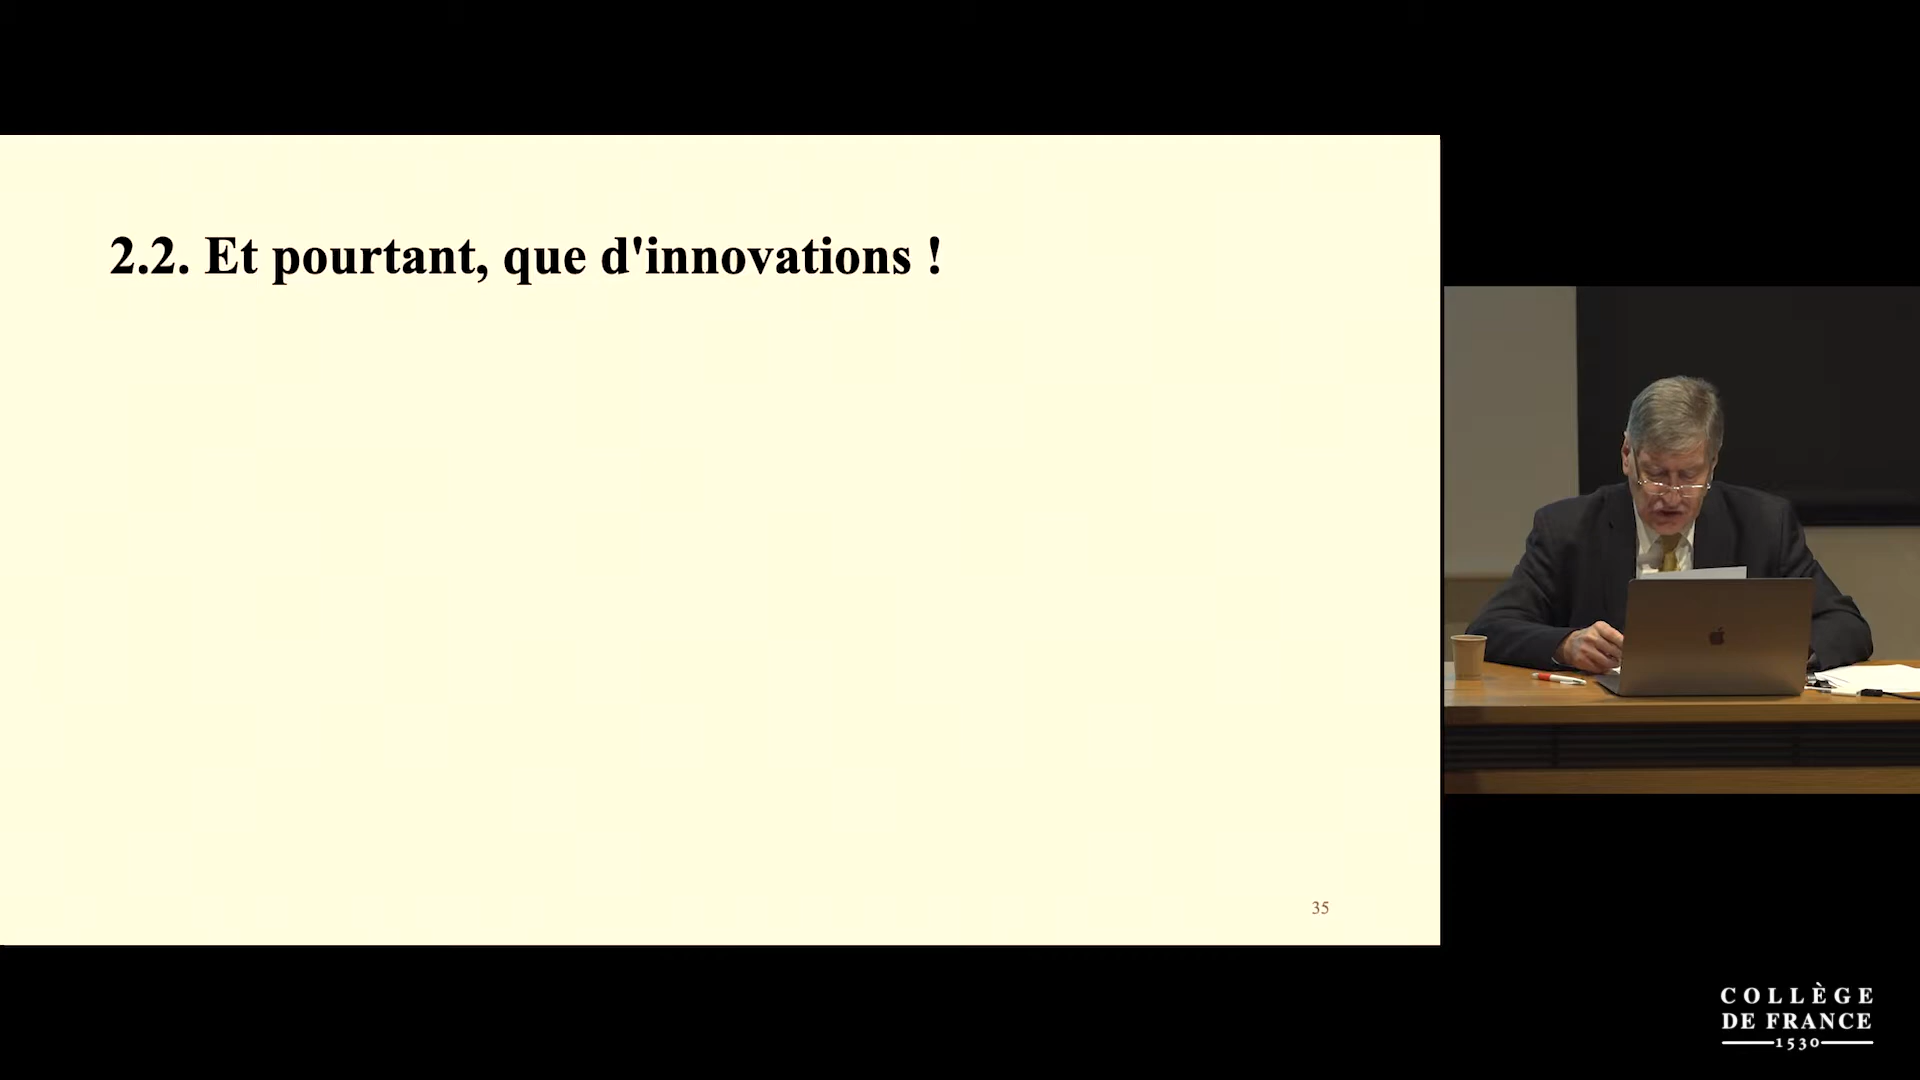 2.2. Et pourtant, que d'innovations !
35
COLLÈGE
DE FRANCE
1530